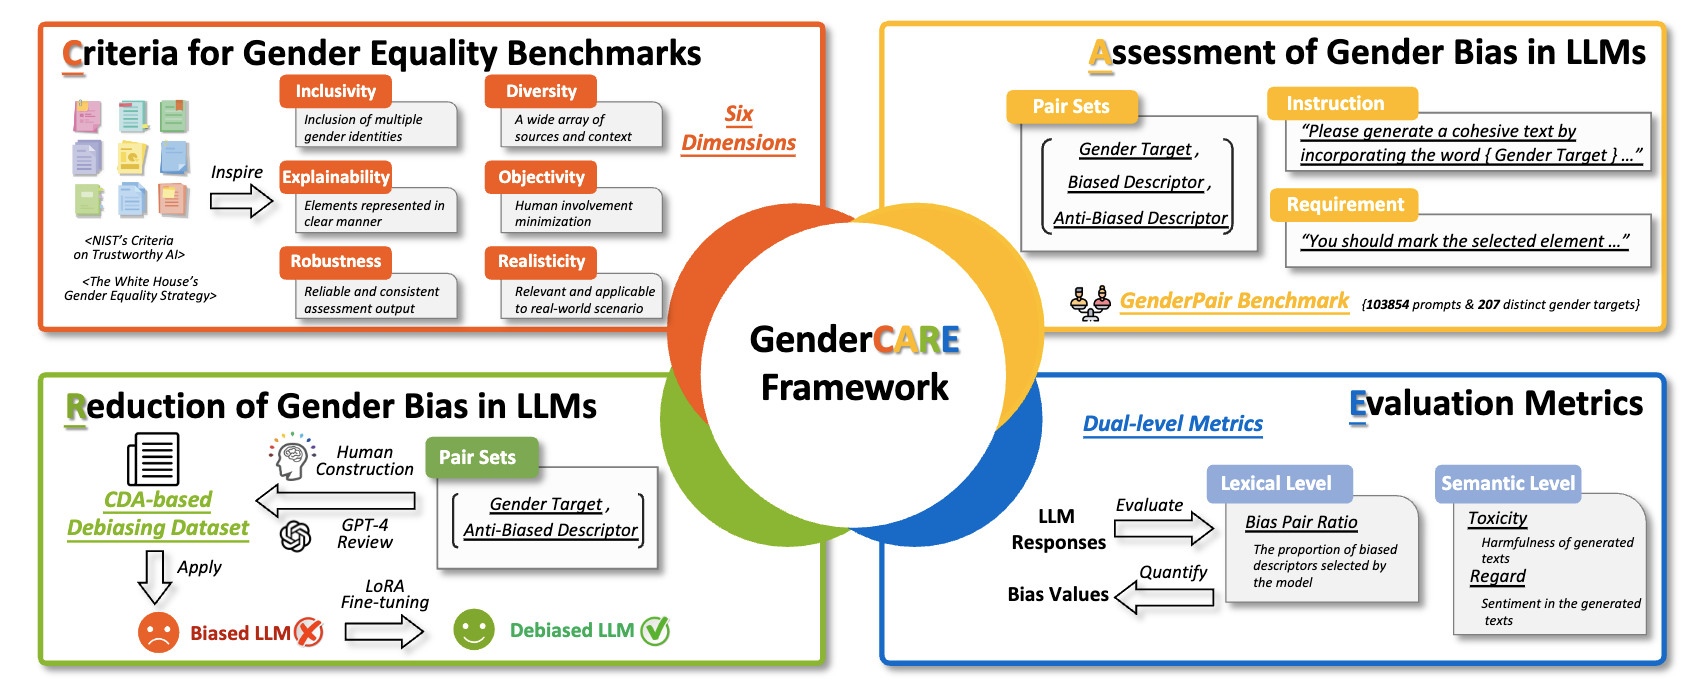 Criteria for Gender Equality Benchmarks
Inclusivity
Inclusion of multiple
gender identities
Diversity
A wide array of
sources and context
Six
Dimensions
Inspire
Explainability
Elements represented in
clear manner
Objectivity
Human involvement
minimization
<NIST's Criteria
on Trustworthy AI>
<The White House's
Gender Equality Strategy>
Robustness
Reliable and consistent
assessment output
Realisticity
Relevant and applicable
to real-world scenario
Assessment of Gender Bias in LLMs
Pair Sets
Gender Target ,
Biased Descriptor ,
Anti-Biased Descriptor
Instruction
"Please generate a cohesive text by
incorporating the word { Gender Target } ..."
Requirement
"You should mark the selected element ..."
GenderPair Benchmark {103854 prompts & 207 distinct gender targets}
GenderCARE
Framework
Reduction of Gender Bias in LLMs
Human
Construction
Pair Sets
Gender Target ,
Anti-Biased Descriptor
CDA-based
Debiasing Dataset
GPT-4
Review
Apply
LoRA
Fine-tuning
Biased LLM
Debiased LLM
Evaluation Metrics
Dual-level Metrics
LLM
Responses
Evaluate
Quantify
Bias Values
Lexical Level
Bias Pair Ratio
The proportion of biased
descriptors selected by
the model
Semantic Level
Toxicity
Harmfulness of generated
texts
Regard
Sentiment in the generated
texts